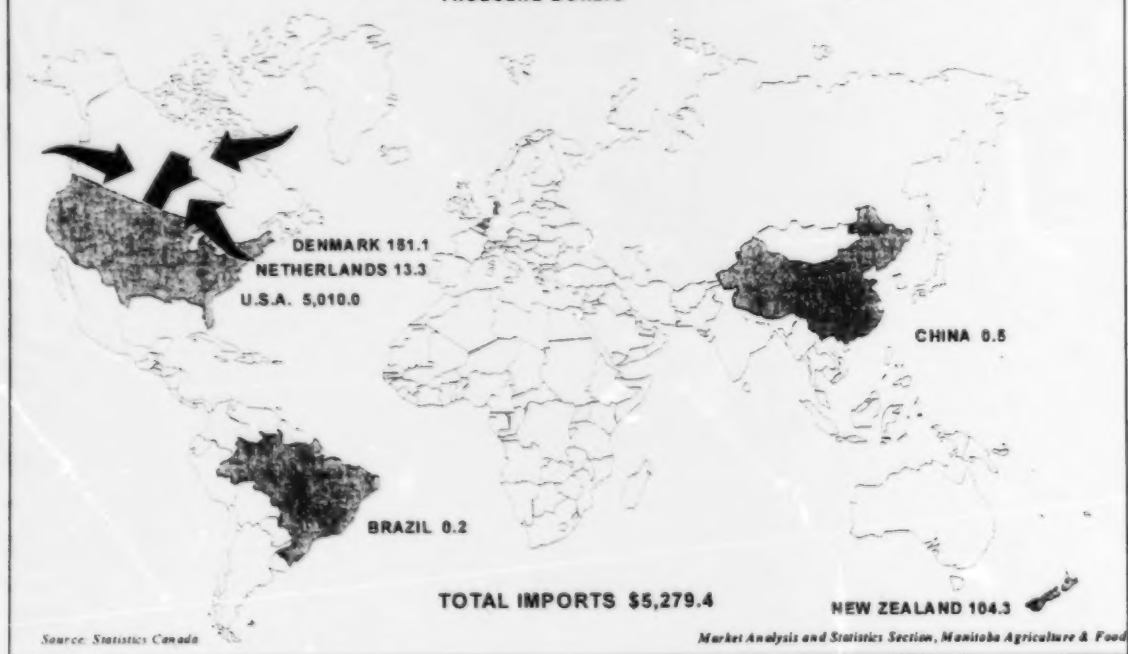 DENMARK 151.1
NETHERLANDS 13.3
U.S.A. 5,010.0
CHINA 0.5
BRAZIL 0.2
TOTAL IMPORTS $5,279.4
NEW ZEALAND 104.3
Source: Statistics Canada
Market Analysis and Statistics Section, Manitoba Agriculture & Food